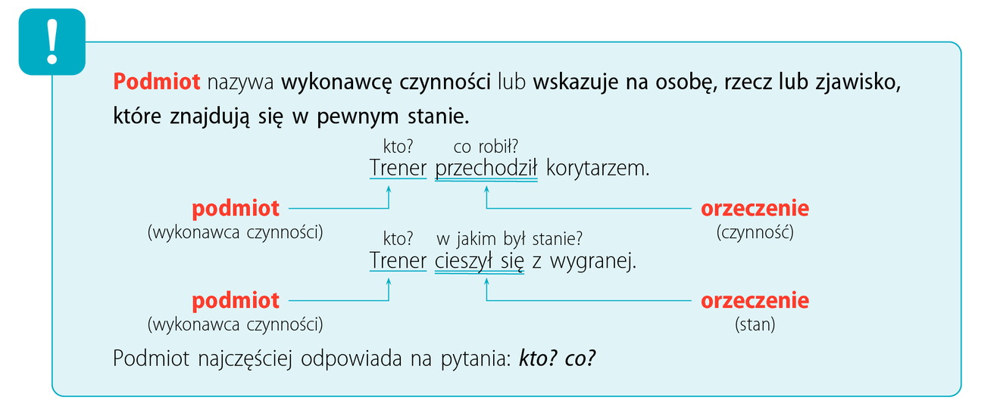 !
Podmiot nazywa wykonawcę czynności lub wskazuje na osobę, rzecz lub zjawisko,
które znajdują się w pewnym stanie.
kto? co robił?
Trener przechodził korytarzem.
podmiot orzeczenie
(wykonawca czynności) (czynność)
kto? w jakim był stanie?
Trener cieszył się z wygranej.
podmiot orzeczenie
(wykonawca czynności) (stan)
Podmiot najczęściej odpowiada na pytania: kto? co?